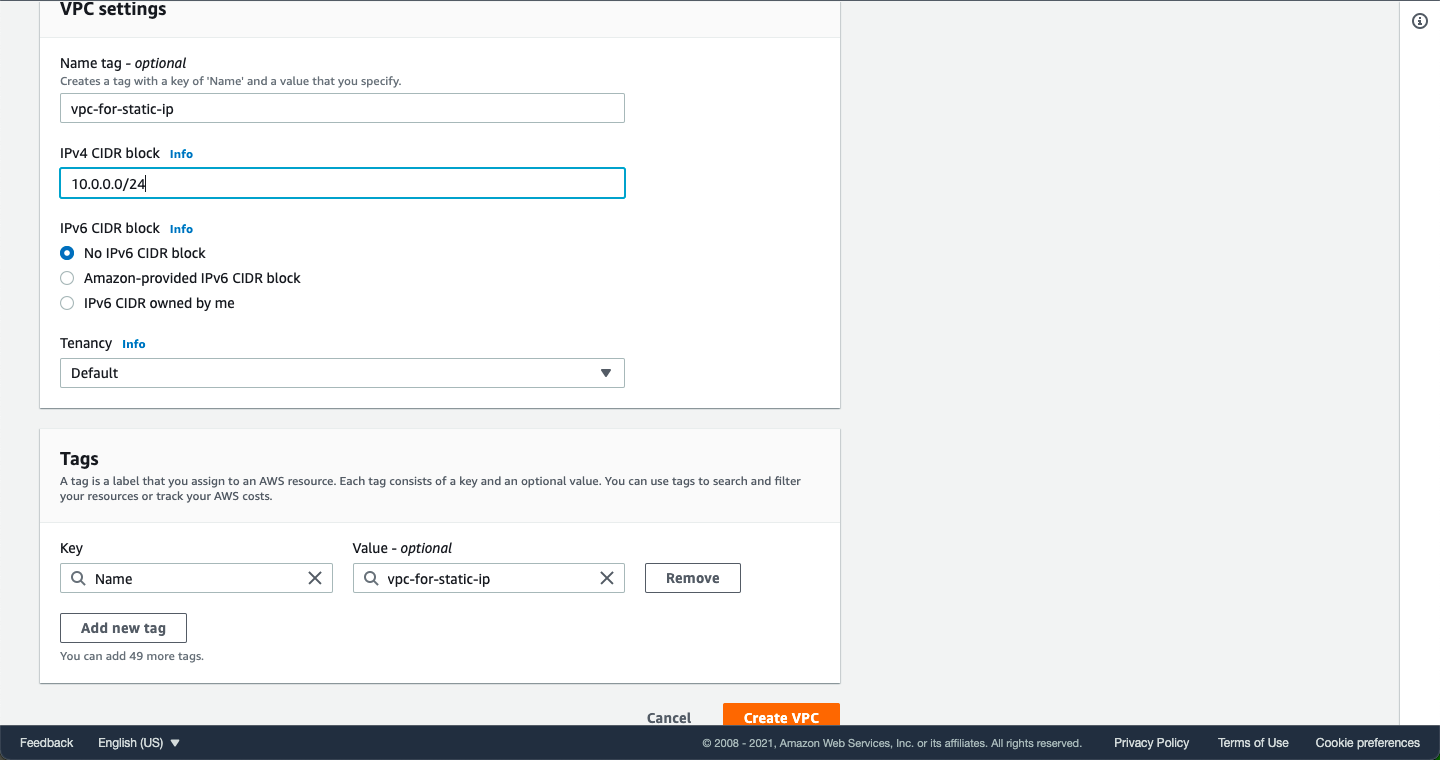 VPC settings
Name tag - optional
Creates a tag with a key of 'Name' and a value that you specify.
vpc-for-static-ip
IPv4 CIDR block Info
10.0.0.0/24
IPv6 CIDR block Info
No IPv6 CIDR block
Amazon-provided IPv6 CIDR block
IPv6 CIDR owned by me
Tenancy Info
Default
Tags
A tag is a label that you assign to an AWS resource. Each tag consists of a key and an optional value. You can use tags to search and filter
your resources or track your AWS costs.
Key Value - optional
Name vpc-for-static-ip Remove
Add new tag
You can add 49 more tags.
Cancel Create VPC
Feedback English (US) © 2008 - 2021, Amazon Web Services, Inc. or its affiliates. All rights reserved. Privacy Policy Terms of Use Cookie preferences